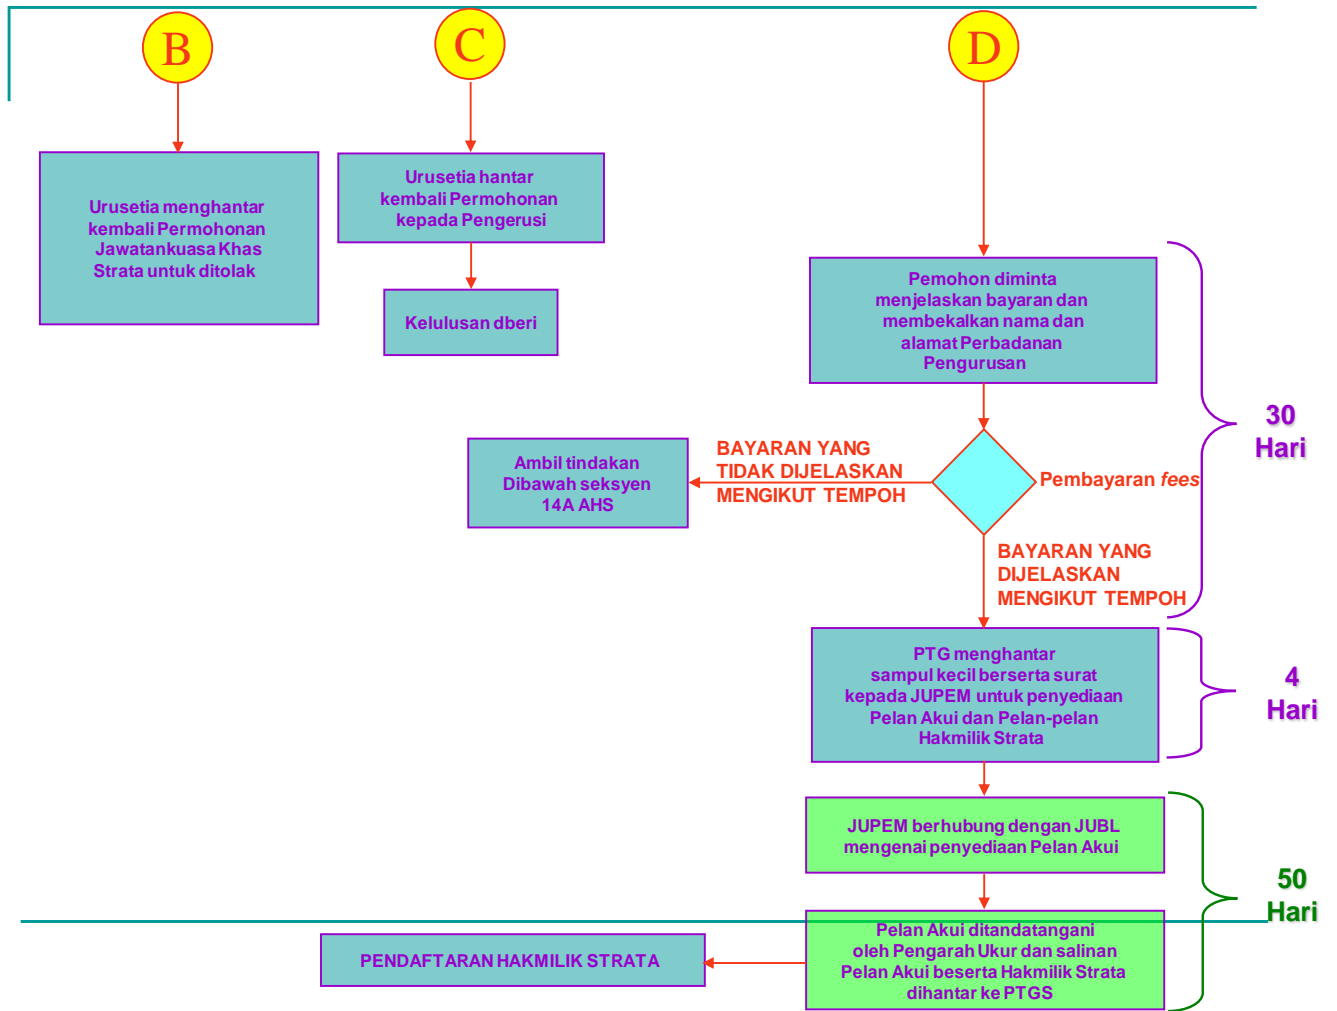 B
C
D
Urusetia menghantar
kembali Permohonan
Jawatankuasa Khas
Strata untuk ditolak
Urusetia hantar
kembali Permohonan
kepada Pengerusi
Kelulusan dberi
Pemohon diminta
menjelaskan bayaran dan
membekalkan nama dan
alamat Perbadanan
Pengurusan
30
Hari
Ambil tindakan
Dibawah seksyen
14A AHS
BAYARAN YANG
TIDAK DIJELASKAN
MENGIKUT TEMPOH
Pembayaran fees
BAYARAN YANG
DIJELASKAN
MENGIKUT TEMPOH
PTG menghantar
sampul kecil berserta surat
kepada JUPEM untuk penyediaan
Pelan Akui dan Pelan-pelan
Hakmilik Strata
4
Hari
JUPEM berhubung dengan JUBL
mengenai penyediaan Pelan Akui
50
Hari
Pelan Akui ditandatangani
oleh Pengarah Ukur dan salinan
Pelan Akui beserta Hakmilik Strata
dihantar ke PTGS
PENDAFTARAN HAKMILIK STRATA